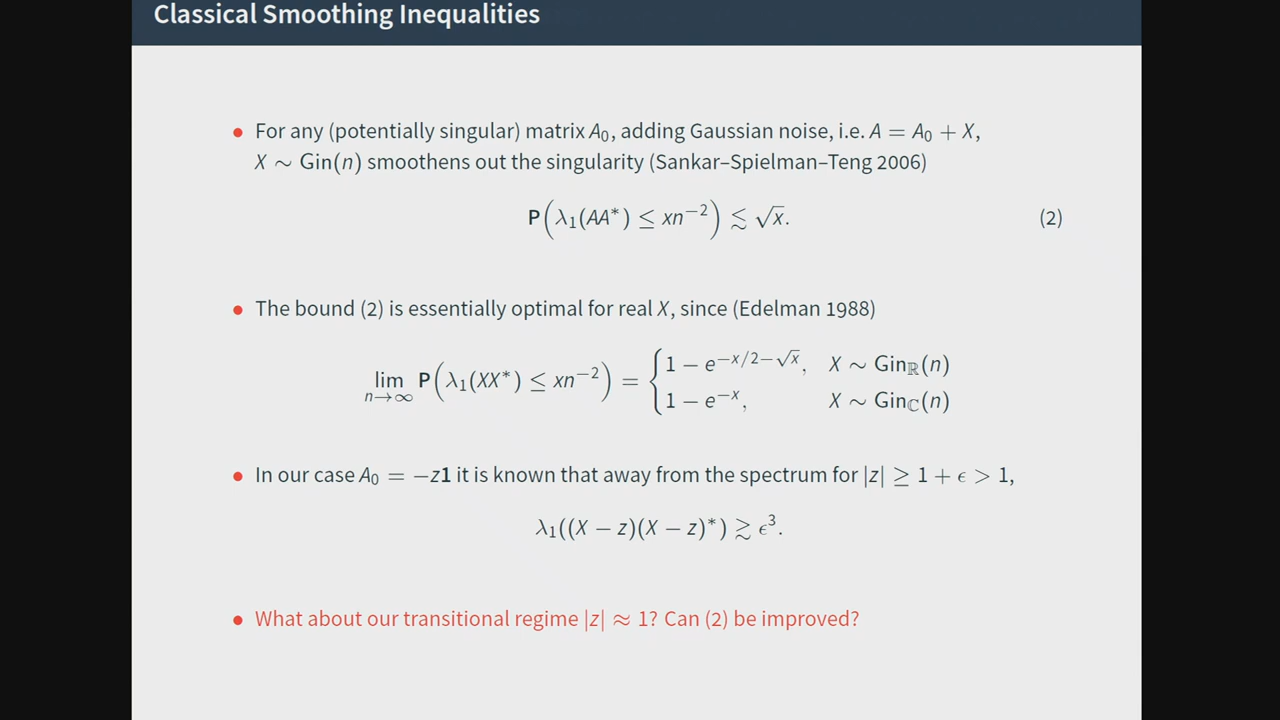 Classical Smoothing Inequalities
• For any (potentially singular) matrix A₀, adding Gaussian noise, i.e. A = A₀ + X,
X ∼ Gin(n) smoothens out the singularity (Sankar–Spielman–Teng 2006)
P(λ₁(AA*) ≤ xn⁻²) ≲ √x. (2)
• The bound (2) is essentially optimal for real X, since (Edelman 1988)
lim_{n→∞} P(λ₁(XX*) ≤ xn⁻²) = { 1 − e^{−x/2−√x}, X ∼ Gin_ℝ(n)
1 − e^{−x}, X ∼ Gin_ℂ(n)
• In our case A₀ = −z𝟏 it is known that away from the spectrum for |z| ≥ 1 + ϵ > 1,
λ₁((X − z)(X − z)*) ≳ ϵ³.
• What about our transitional regime |z| ≈ 1? Can (2) be improved?